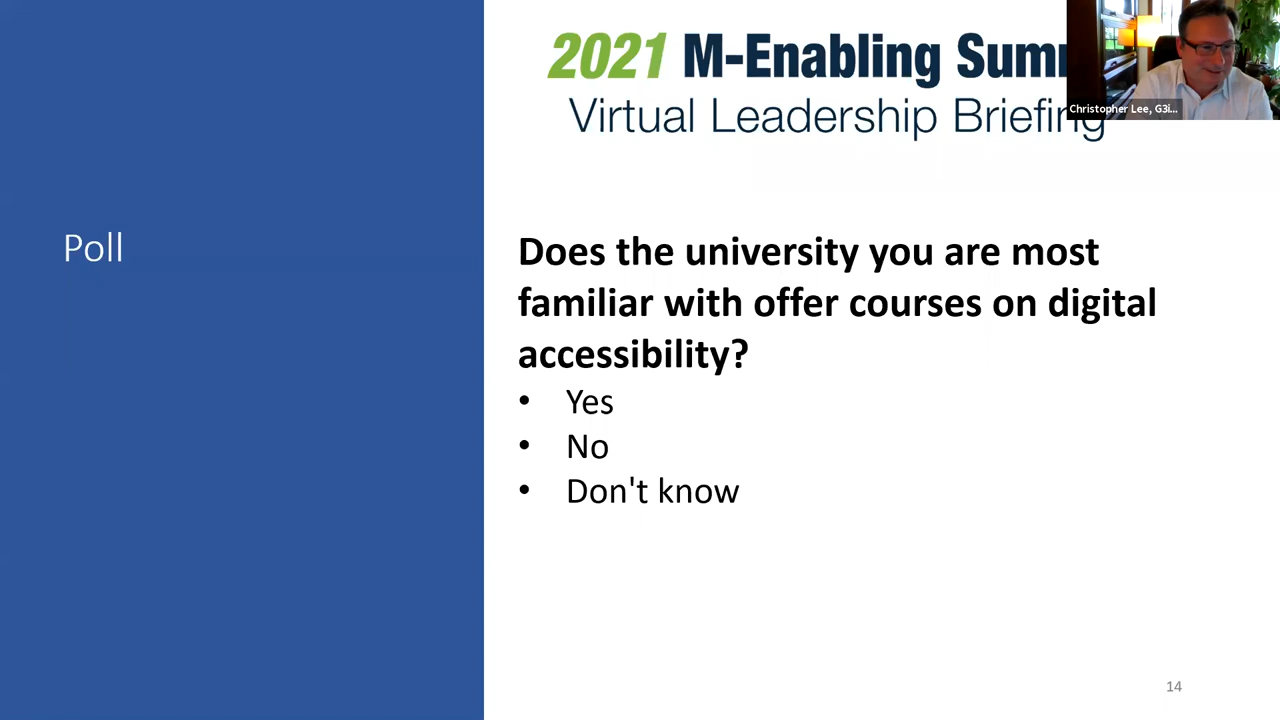 2021 M-Enabling
Virtual Leadership Briefing
Christopher Lee, G3i...
Poll
Does the university you are most
familiar with offer courses on digital
accessibility?
• Yes
• No
• Don't know
14